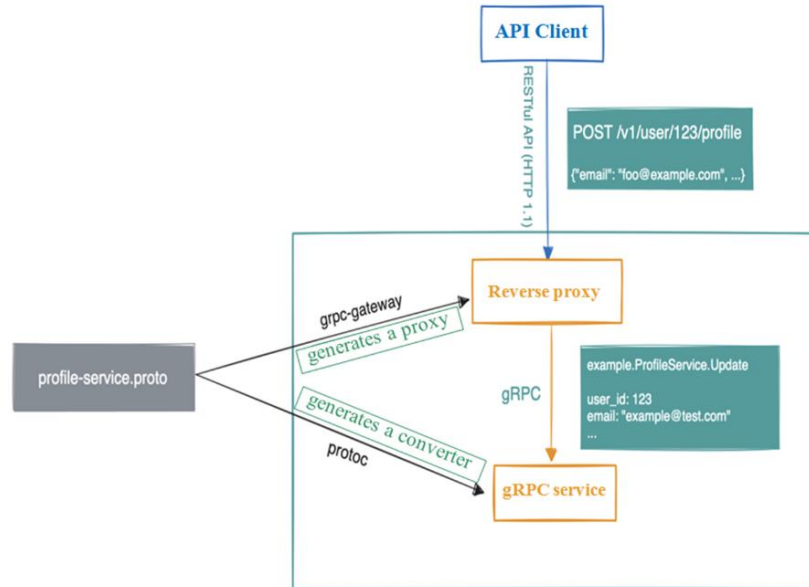 API Client
RESTful API (HTTP 1.1)
POST /v1/user/123/profile
{"email": "foo@example.com", ...}
Reverse proxy
grpc-gateway
generates a proxy
profile-service.proto
generates a converter
protoc
gRPC
example.ProfileService.Update
user_id: 123
email: "example@test.com"
...
gRPC service